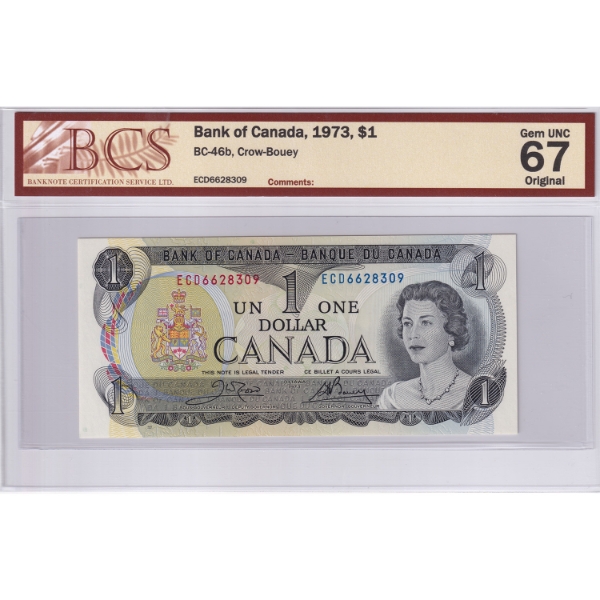 BCS
BANKNOTE CERTIFICATION SERVICE LTD.
Bank of Canada, 1973, $1
BC-46b, Crow-Bouey
ECD6628309 Comments:
Gem UNC
67
Original
BANK OF CANADA – BANQUE DU CANADA
1 1
ECD6628309 ECD6628309
UN 1 ONE
DOLLAR
CANADA
THIS NOTE IS LEGAL TENDER CE BILLET A COURS LÉGAL
1 1